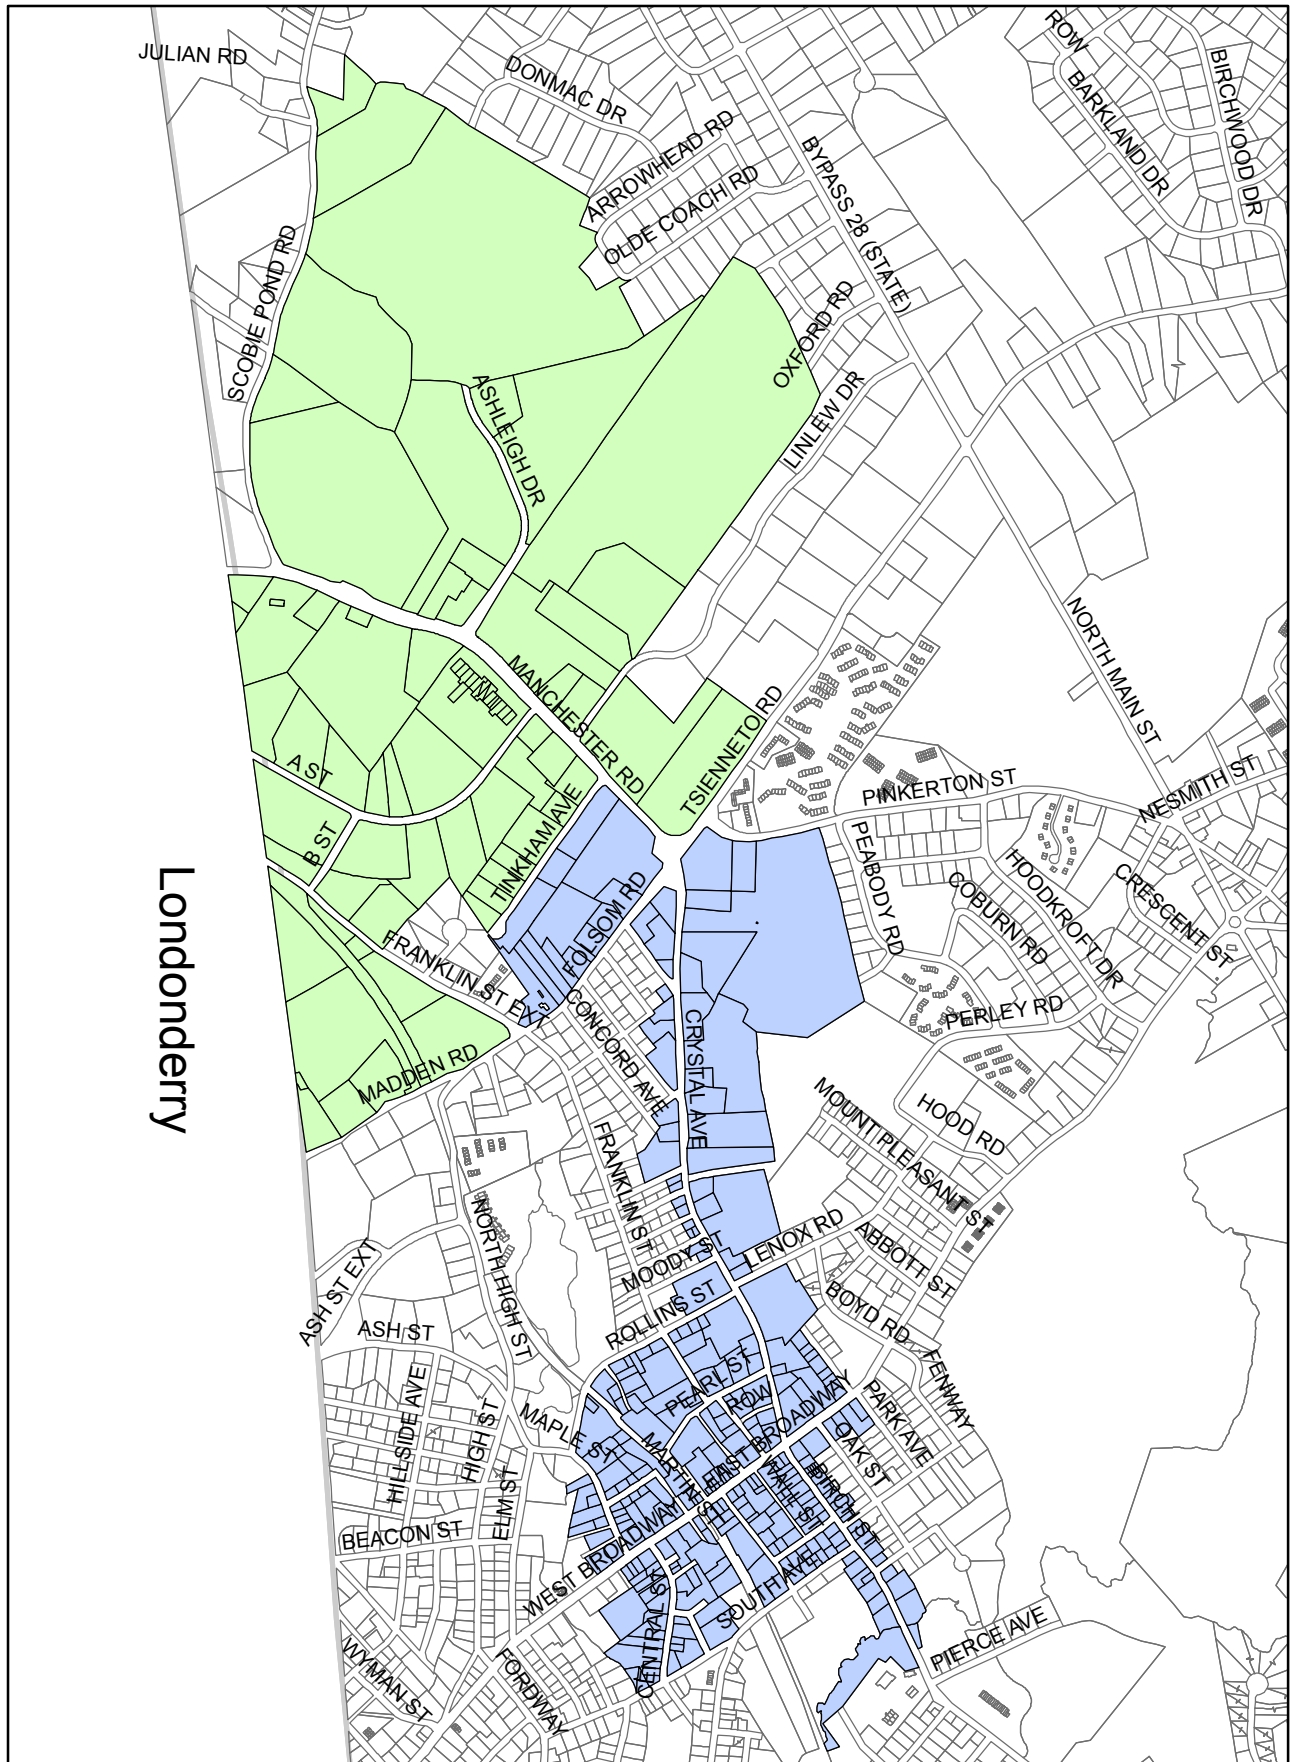 JULIAN RD
DONMAC DR
ROW
BIRCHWOOD DR
BARKLAND DR
ARROWHEAD RD
BYPASS 28 (STATE)
OLDE COACH RD
SCOBIE POND RD
OXFORD RD
ASHLEIGH DR
LINLEW DR
NORTH MAIN ST
MANCHESTER RD
TSIENNETO RD
A ST
PINKERTON ST
NESMITH ST
B ST
TINKHAM AVE
PEABODY RD
HOODKROFT DR
CRESCENT ST
COBURN RD
FOLSOM RD
Londonderry
FRANKLIN ST EXT
CONCORD AVE
CRYSTAL AVE
PERLEY RD
MADDEN RD
HOOD RD
MOUNT PLEASANT ST
FRANKLIN ST
NORTH HIGH ST
MOODY ST
LENOX RD
ABBOTT ST
ASH ST EXT
ASH ST
ROLLINS ST
BOYD RD
FENWAY
PEARL ST
ROW
PARK AVE
HILLSIDE AVE
HIGH ST
MAPLE ST
MARTIN ST
EAST BROADWAY
OAK ST
WALL ST
BIRCH ST
ELM ST
BEACON ST
WEST BROADWAY
CENTRAL ST
SOUTH AVE
PIERCE AVE
WYMAN ST
FORDWAY